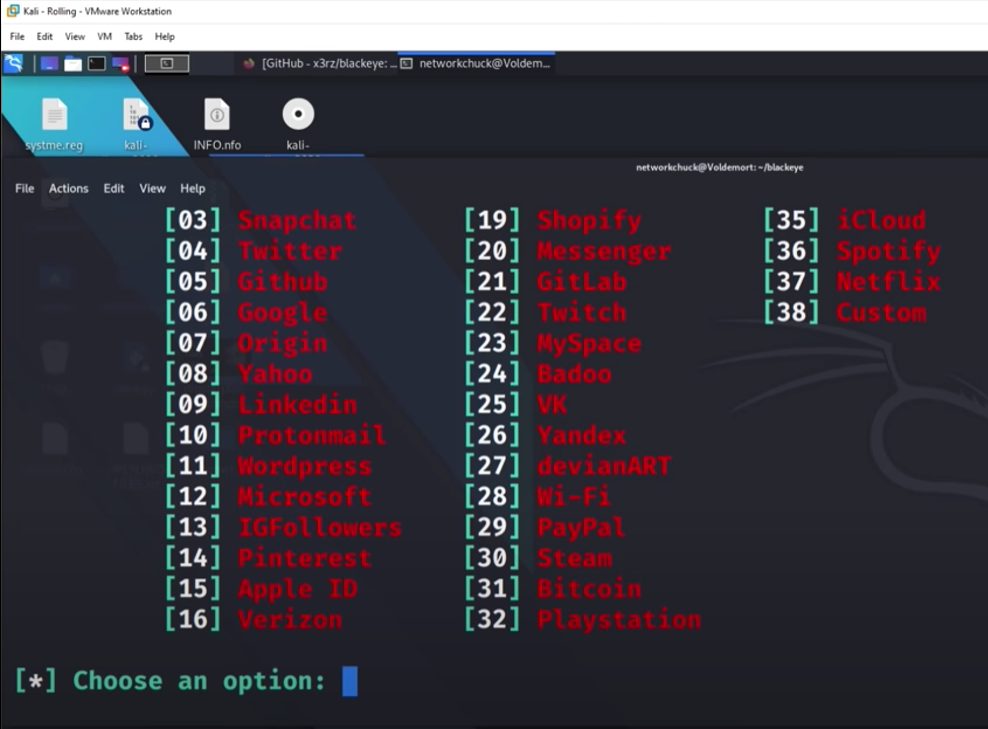 Kali - Rolling - VMware Workstation
File Edit View VM Tabs Help
[GitHub - x3rz/blackeye: ... networkchuck@Voldem...
systme.reg kali- INFO.nfo kali-
networkchuck@Voldemort: ~/blackeye
File Actions Edit View Help
[03] Snapchat [19] Shopify [35] iCloud
[04] Twitter [20] Messenger [36] Spotify
[05] Github [21] GitLab [37] Netflix
[06] Google [22] Twitch [38] Custom
[07] Origin [23] MySpace
[08] Yahoo [24] Badoo
[09] Linkedin [25] VK
[10] Protonmail [26] Yandex
[11] Wordpress [27] devianART
[12] Microsoft [28] Wi-Fi
[13] IGFollowers [29] PayPal
[14] Pinterest [30] Steam
[15] Apple ID [31] Bitcoin
[16] Verizon [32] Playstation
[*] Choose an option: